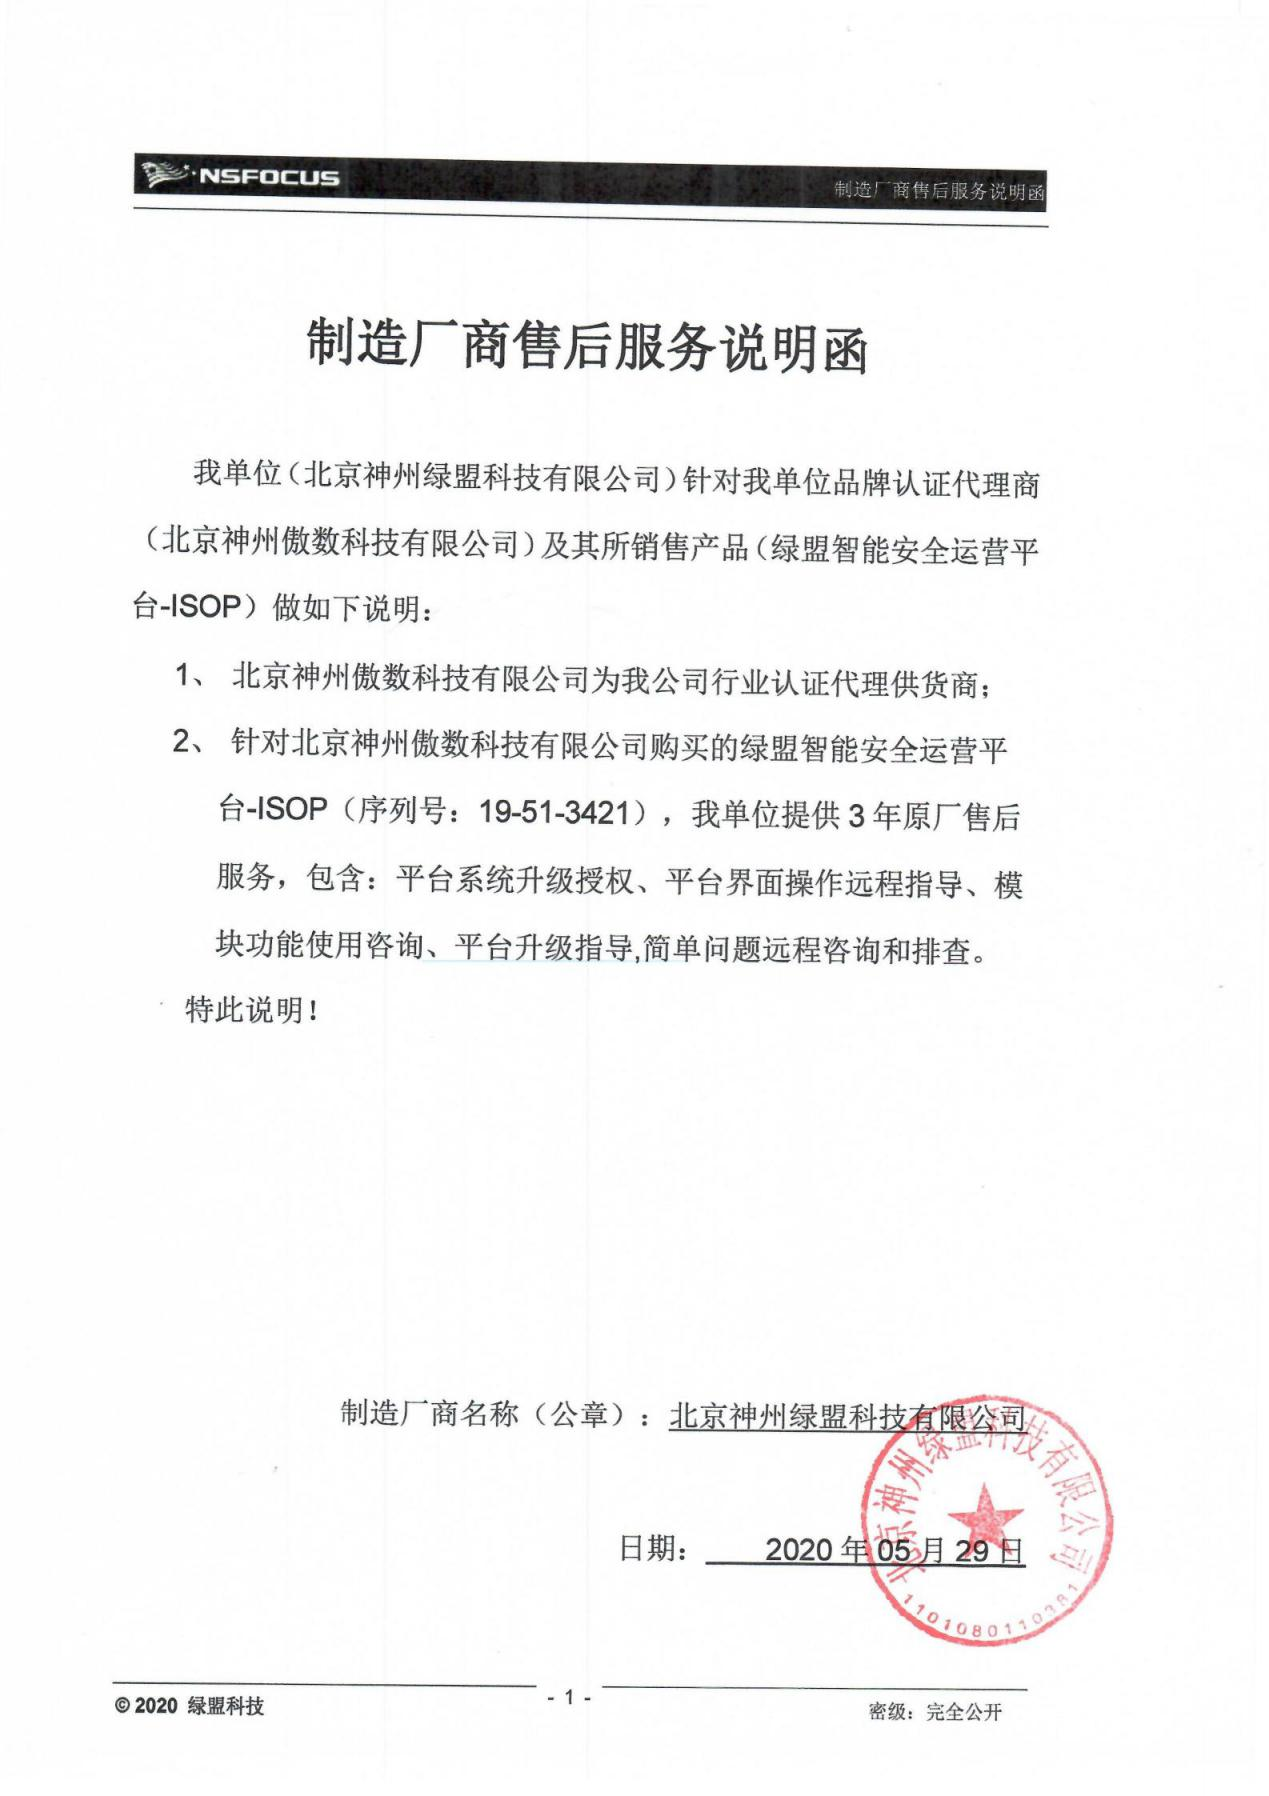 NSFOCUS
制造厂商售后服务说明函
制造厂商售后服务说明函
我单位（北京神州绿盟科技有限公司）针对我单位品牌认证代理商
（北京神州傲数科技有限公司）及其所销售产品（绿盟智能安全运营平
台-ISOP）做如下说明：
1、 北京神州傲数科技有限公司为我公司行业认证代理供货商；
2、 针对北京神州傲数科技有限公司购买的绿盟智能安全运营平
台-ISOP（序列号：19-51-3421），我单位提供 3 年原厂售后
服务，包含：平台系统升级授权、平台界面操作远程指导、模
块功能使用咨询、平台升级指导,简单问题远程咨询和排查。
特此说明！
制造厂商名称（公章）：北京神州绿盟科技有限公司
日期： 2020 年 05 月 29 日
北京神州绿盟科技有限公司
1101080110381
© 2020 绿盟科技
- 1 -
密级：完全公开